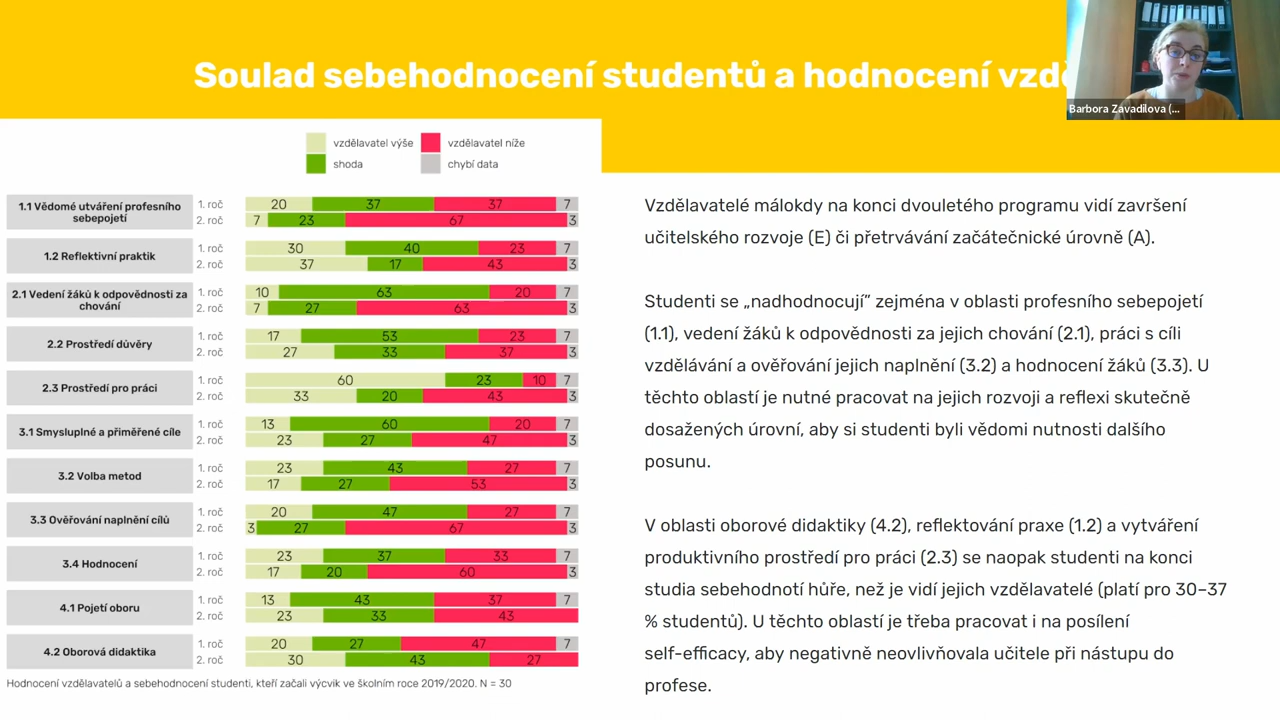 Soulad sebehodnocení studentů a hodnocení
Barbora Zavadilova (...
vzdělavatel výše
vzdělavatel níže
shoda
chybí data
1.1 Vědomé utváření profesního
sebepojetí
1. roč 20 37 37 7
2. roč 7 23 67 3
1.2 Reflektivní praktik
1. roč 30 40 23 7
2. roč 37 17 43 3
2.1 Vedení žáků k odpovědnosti za
chování
1. roč 10 63 20 7
2. roč 7 27 63 3
2.2 Prostředí důvěry
1. roč 17 53 23 7
2. roč 27 33 37 3
2.3 Prostředí pro práci
1. roč 60 23 10 7
2. roč 33 20 43 3
3.1 Smysluplné a přiměřené cíle
1. roč 13 60 20 7
2. roč 23 27 47 3
3.2 Volba metod
1. roč 23 43 27 7
2. roč 17 27 53 3
3.3 Ověřování naplnění cílů
1. roč 20 47 27 7
2. roč 3 27 67 3
3.4 Hodnocení
1. roč 23 37 33 7
2. roč 17 20 60 3
4.1 Pojetí oboru
1. roč 13 43 37 7
2. roč 23 33 43
4.2 Oborová didaktika
1. roč 20 27 47 7
2. roč 30 43 27
Hodnocení vzdělavatelů a sebehodnocení studenti, kteří začali výcvik ve školním roce 2019/2020. N = 30
Vzdělavatelé málokdy na konci dvouletého programu vidí završení
učitelského rozvoje (E) či přetrvávání začátečnické úrovně (A).
Studenti se „nadhodnocují" zejména v oblasti profesního sebepojetí
(1.1), vedení žáků k odpovědnosti za jejich chování (2.1), práci s cíli
vzdělávání a ověřování jejich naplnění (3.2) a hodnocení žáků (3.3). U
těchto oblastí je nutné pracovat na jejich rozvoji a reflexi skutečně
dosažených úrovní, aby si studenti byli vědomi nutnosti dalšího
posunu.
V oblasti oborové didaktiky (4.2), reflektování praxe (1.2) a vytváření
produktivního prostředí pro práci (2.3) se naopak studenti na konci
studia sebehodnotí hůře, než je vidí jejich vzdělavatelé (platí pro 30–37
% studentů). U těchto oblastí je třeba pracovat i na posílení
self-efficacy, aby negativně neovlivňovala učitele při nástupu do
profese.